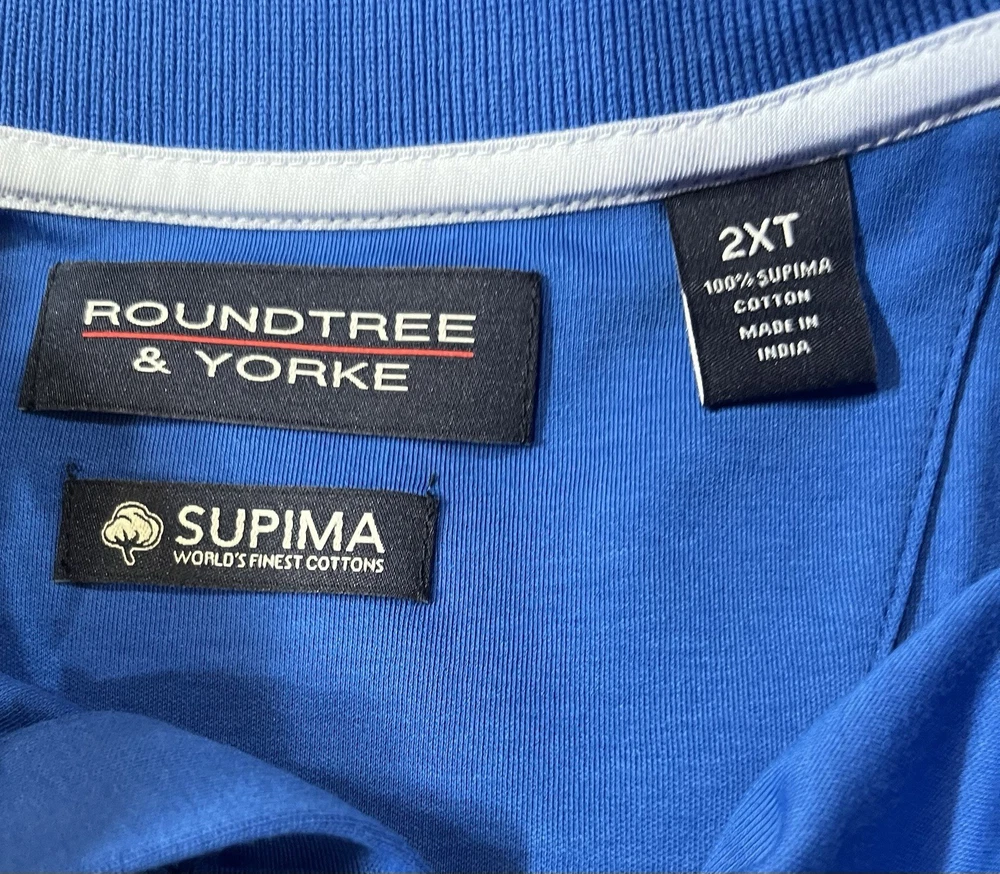 ROUNDTREE
& YORKE
SUPIMA
WORLD'S FINEST COTTONS
2XT
100% SUPIMA
COTTON
MADE IN
INDIA